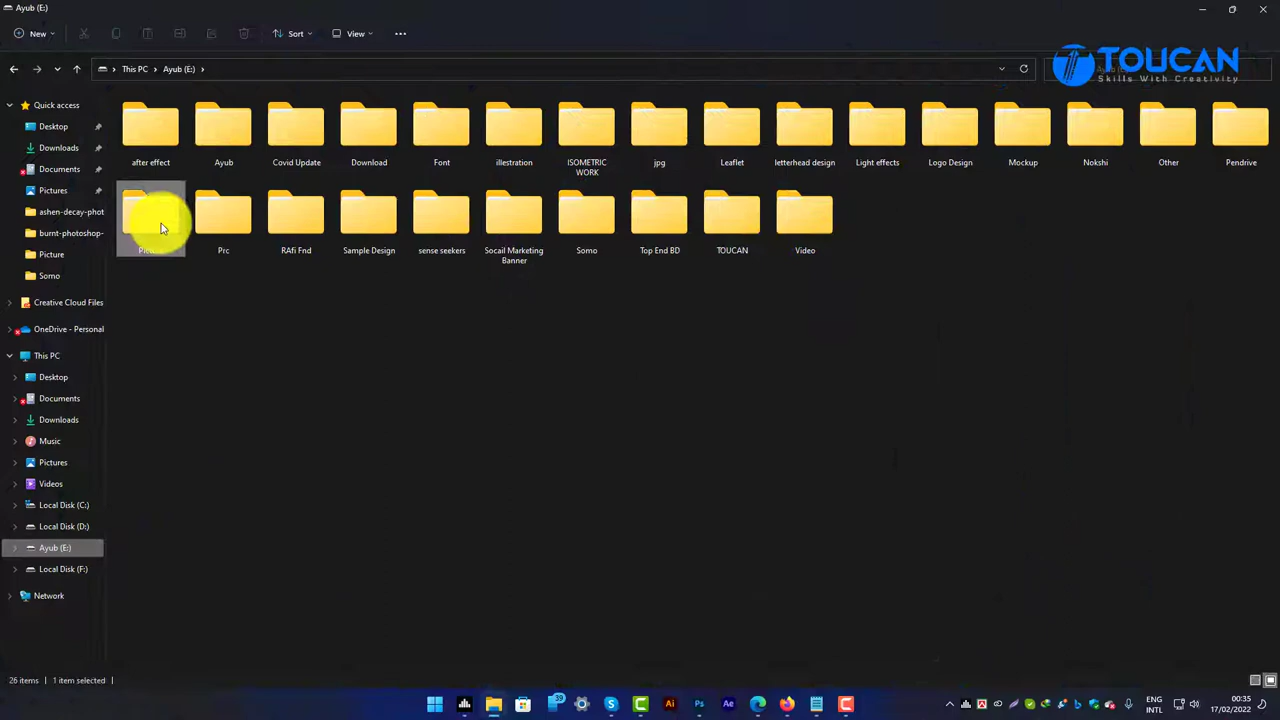 Ayub (E:)
New Sort View
This PC Ayub (E:)
TOUCAN
Skills With Creativity
Quick access
Desktop
Downloads
Documents
Pictures
ashen-decay-phot
burnt-photoshop-
Picture
Somo
Creative Cloud Files
OneDrive - Personal
This PC
Desktop
Documents
Downloads
Music
Pictures
Videos
Local Disk (C:)
Local Disk (D:)
Ayub (E:)
Local Disk (F:)
Network
after effect Ayub Covid Update Download Font illestration ISOMETRIC WORK jpg Leaflet letterhead design Light effects Logo Design Mockup Nokshi Other Pendrive
Prc RAfi Fnd Sample Design sense seekers Socail Marketing Banner Somo Top End BD TOUCAN Video
26 items 1 item selected
39
ENG
INTL
00:35
17/02/2022